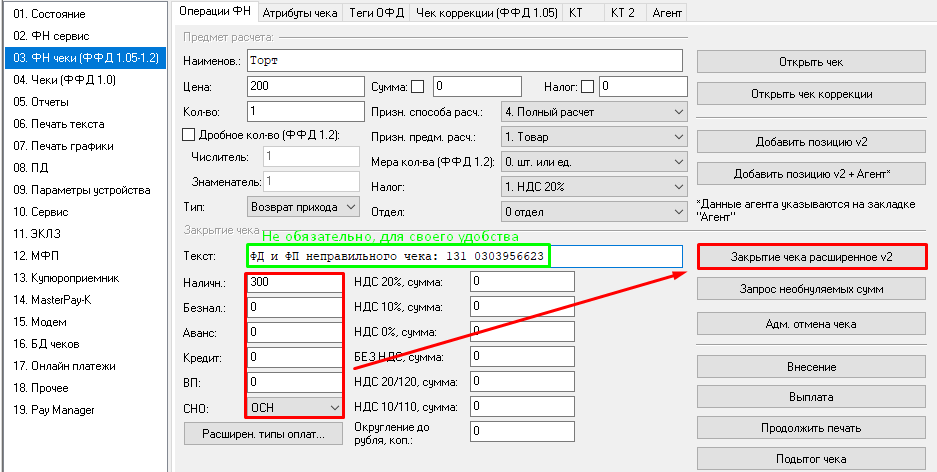 01. Состояние
02. ФН сервис
03. ФН чеки (ФФД 1.05-1.2)
04. Чеки (ФФД 1.0)
05. Отчеты
06. Печать текста
07. Печать графики
08. ПД
09. Параметры устройства
10. Сервис
11. ЭКЛЗ
12. МФП
13. Купюроприемник
14. MasterPay-K
15. Модем
16. БД чеков
17. Онлайн платежи
18. Прочее
19. Pay Manager
Операции ФН Атрибуты чека Теги ОФД Чек коррекции (ФФД 1.05) КТ КТ 2 Агент
Предмет расчета:
Наименов.: Торт
Цена: 200 Сумма: 0 Налог: 0
Кол-во: 1 Призн. способа расч.: 4. Полный расчет
Дробное кол-во (ФФД 1.2): Призн. предм. расч.: 1. Товар
Числитель: 1 Мера кол-ва (ФФД 1.2): 0. шт. или ед.
Знаменатель: 1 Налог: 1. НДС 20%
Тип: Возврат прихода Отдел: 0 отдел
Закрытие чека
Не обязательно, для своего удобства
Текст: ФД и ФП неправильного чека: 131 0303956623
Наличн.: 300 НДС 20%, сумма: 0
Безнал.: 0 НДС 10%, сумма: 0
Аванс: 0 НДС 0%, сумма: 0
Кредит: 0 БЕЗ НДС, сумма: 0
ВП: 0 НДС 20/120, сумма: 0
СНО: ОСН НДС 10/110, сумма: 0
Расширен. типы оплат... Округление до
рубля, коп.: 0
Открыть чек
Открыть чек коррекции
Добавить позицию v2
Добавить позицию v2 + Агент*
*Данные агента указываются на закладке
"Агент"
Закрытие чека расширенное v2
Запрос необнуляемых сумм
Адм. отмена чека
Внесение
Выплата
Продолжить печать
Подытог чека